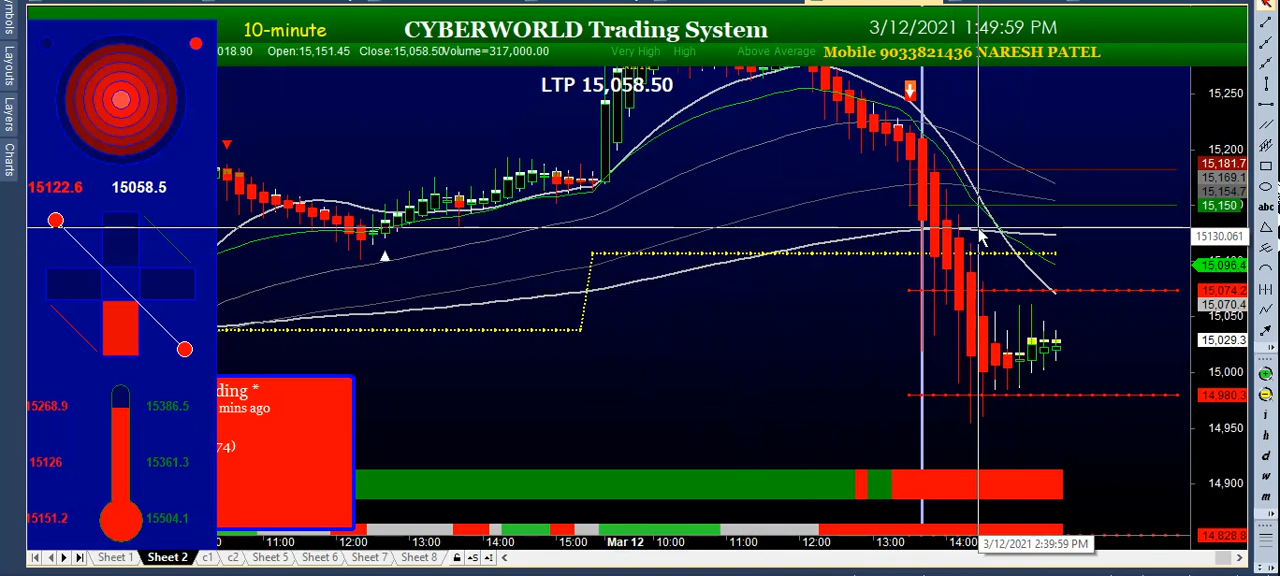 10-minute
CYBERWORLD Trading System
3/12/2021 1:49:59 PM
018.90 Open:15,151.45 Close:15,058.50Volume=317,000.00
Very High High Above Average
Mobile 9033821436 NARESH PATEL
LTP 15,058.50
Layouts
Layers
Charts
15122.6 15058.5
15268.9 15386.5
15126 15361.3
15151.2 15504.1
ding *
mins ago
74)
15,250
15,200
15,181.7
15,169.1
15,154.7
15,150
15130.061
15,096.4
15,074.2
15,070.4
15,050
15,029.3
15,000
14,980.3
14,950
14,900
14,828.8
abc
i
h
d
w
m
11:00 12:00 13:00 14:00 15:00 Mar 12 10:00 11:00 12:00 13:00 14:00
3/12/2021 2:39:59 PM
Sheet 1 Sheet 2 c1 c2 Sheet 5 Sheet 6 Sheet 7 Sheet 8